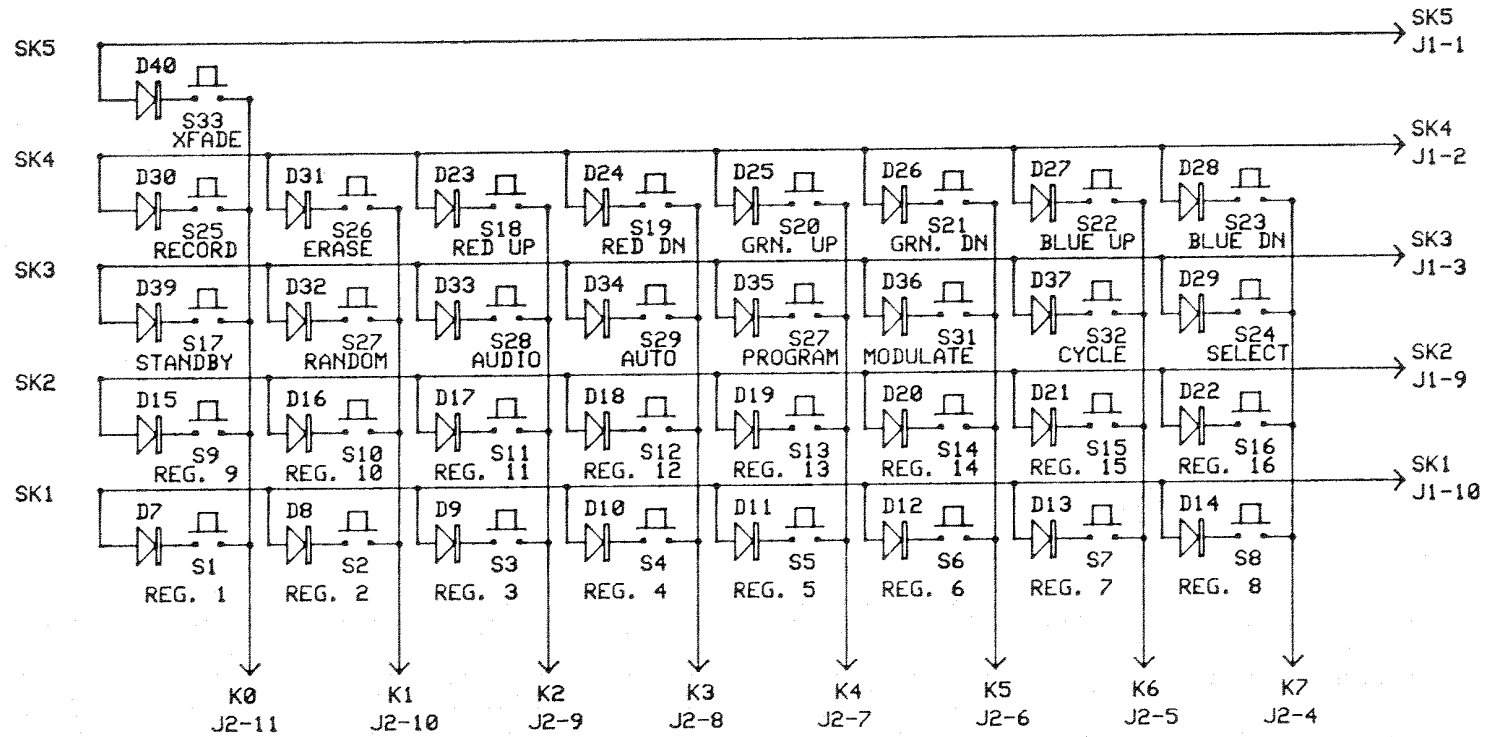 SK5
SK5
J1-1
D40
S33
XFADE
SK4
SK4
J1-2
D30 D31 D23 D24 D25 D26 D27 D28
S25 S26 S18 S19 S20 S21 S22 S23
RECORD ERASE RED UP RED DN GRN. UP GRN. DN BLUE UP BLUE DN
SK3
SK3
J1-3
D39 D32 D33 D34 D35 D36 D37 D29
S17 S27 S28 S29 S27 S31 S32 S24
STANDBY RANDOM AUDIO AUTO PROGRAM MODULATE CYCLE SELECT
SK2
SK2
J1-9
D15 D16 D17 D18 D19 D20 D21 D22
S9 S10 S11 S12 S13 S14 S15 S16
REG. 9 REG. 10 REG. 11 REG. 12 REG. 13 REG. 14 REG. 15 REG. 16
SK1
SK1
J1-10
D7 D8 D9 D10 D11 D12 D13 D14
S1 S2 S3 S4 S5 S6 S7 S8
REG. 1 REG. 2 REG. 3 REG. 4 REG. 5 REG. 6 REG. 7 REG. 8
K0 K1 K2 K3 K4 K5 K6 K7
J2-11 J2-10 J2-9 J2-8 J2-7 J2-6 J2-5 J2-4